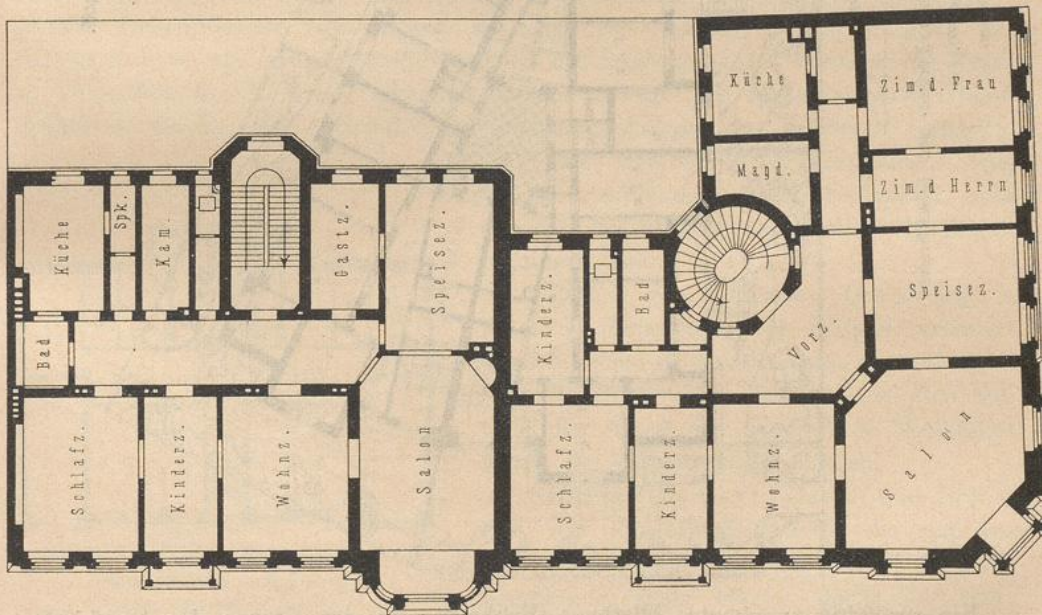 Küche
Zim. d. Frau
Magd.
Zim. d. Herrn
Küche
Spk.
Kam.
Gastz.
Speisez.
Kinderz.
Bad
Vorz.
Speisez.
Bad
Schlafz.
Kinderz.
Wohnz.
Salon
Schlafz.
Kinderz.
Wohnz.
Salon